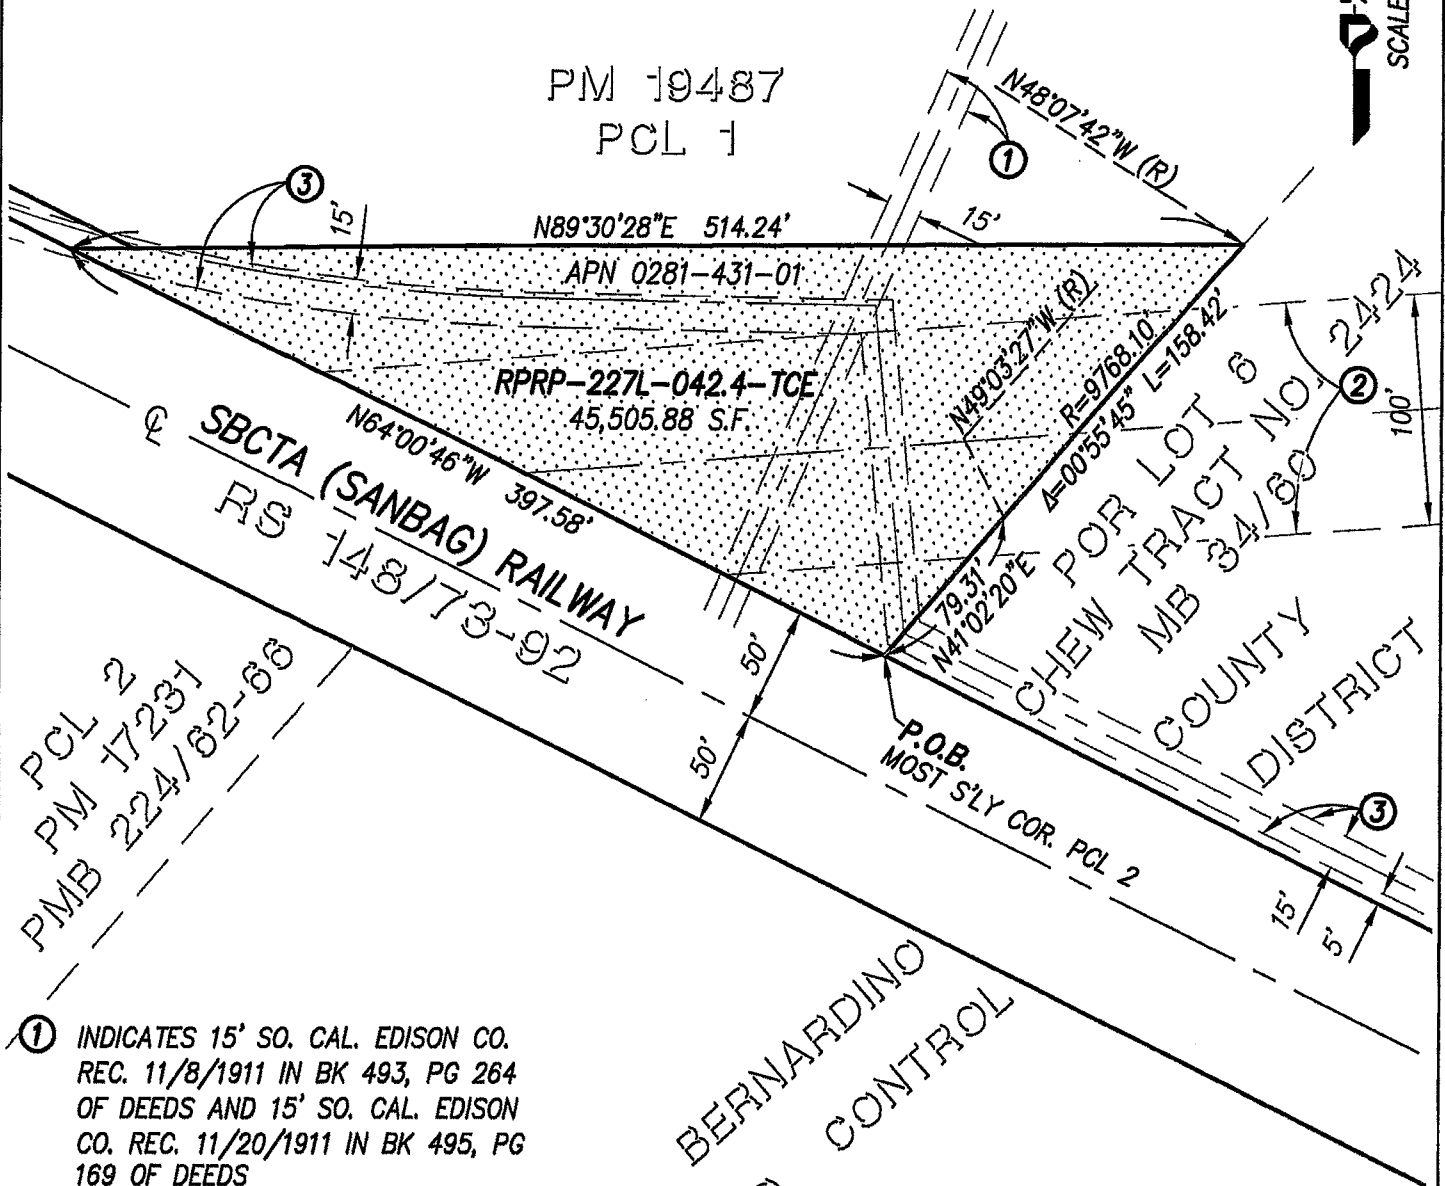 SCALE
PM 19487
PCL 1
N48°07'42"W (R)
1
3
15'
15'
N89°30'28"E 514.24'
APN 0281-431-01
N49°03'27"W (R)
R=9768.10'
Δ=00°55'45" L=158.42'
RPRP-227L-042.4-TCE
45,505.88 S.F.
N64°00'46"W 397.58'
℄ SBCTA (SANBAG) RAILWAY
RS 148/73-92
2
100'
POR LOT 6
CHEW TRACT NO. 2424
MB 34/69
79.31'
N41°02'20"E
COUNTY
DISTRICT
PCL 2
PM 17231
PMB 224/62-66
50'
50'
P.O.B.
MOST S'LY COR. PCL 2
3
15'
5'
BERNARDINO
CONTROL
1 INDICATES 15' SO. CAL. EDISON CO.
REC. 11/8/1911 IN BK 493, PG 264
OF DEEDS AND 15' SO. CAL. EDISON
CO. REC. 11/20/1911 IN BK 495, PG
169 OF DEEDS